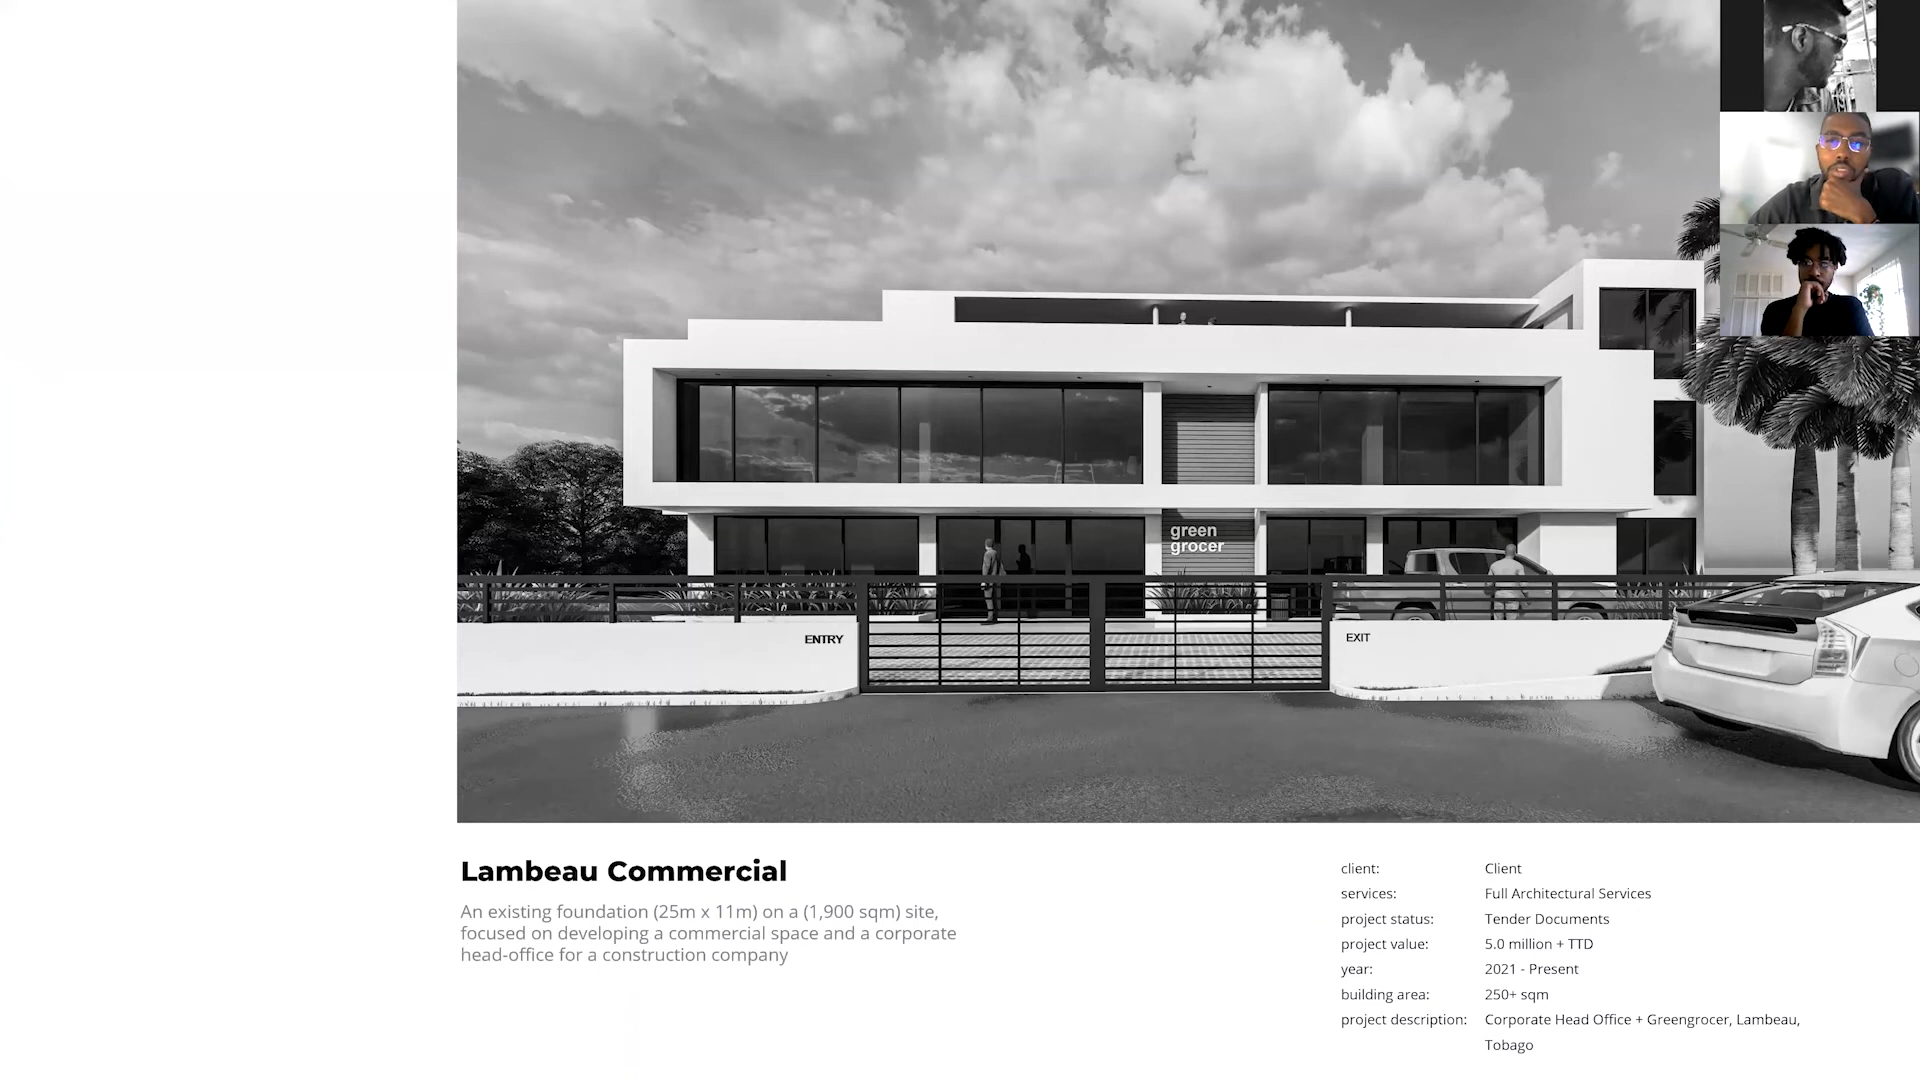 green
grocer
ENTRY
EXIT
Lambeau Commercial
An existing foundation (25m x 11m) on a (1,900 sqm) site,
focused on developing a commercial space and a corporate
head-office for a construction company
client: Client
services: Full Architectural Services
project status: Tender Documents
project value: 5.0 million + TTD
year: 2021 - Present
building area: 250+ sqm
project description: Corporate Head Office + Greengrocer, Lambeau,
Tobago